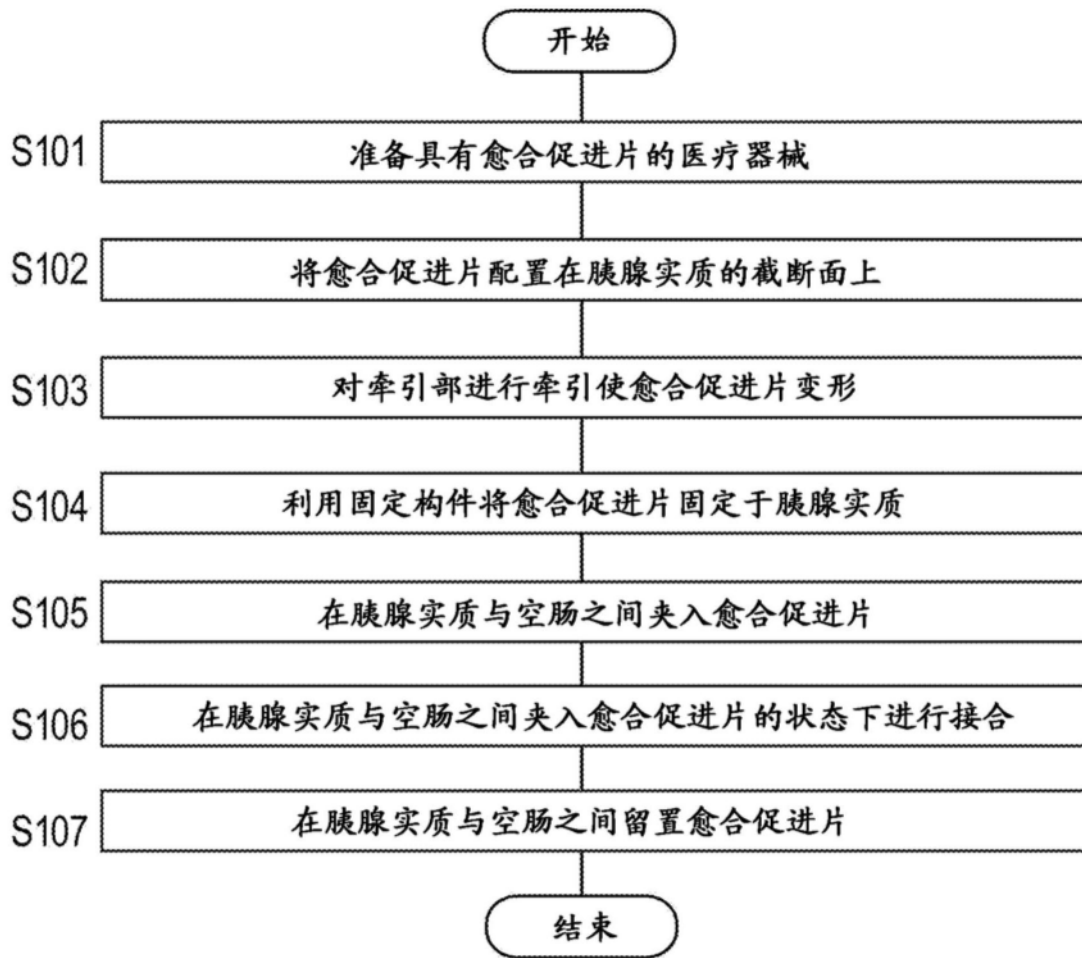 开始
S101 准备具有愈合促进片的医疗器械
S102 将愈合促进片配置在胰腺实质的截断面上
S103 对牵引部进行牵引使愈合促进片变形
S104 利用固定构件将愈合促进片固定于胰腺实质
S105 在胰腺实质与空肠之间夹入愈合促进片
S106 在胰腺实质与空肠之间夹入愈合促进片的状态下进行接合
S107 在胰腺实质与空肠之间留置愈合促进片
结束